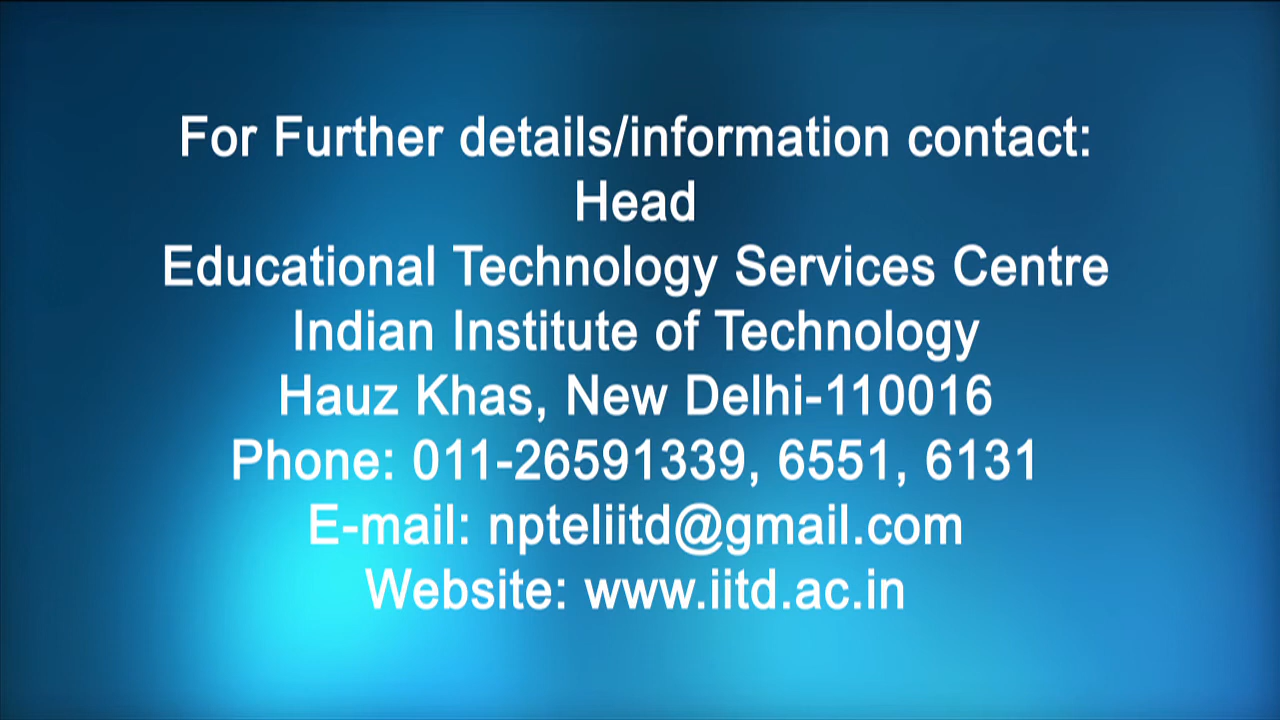 For Further details/information contact:
Head
Educational Technology Services Centre
Indian Institute of Technology
Hauz Khas, New Delhi-110016
Phone: 011-26591339, 6551, 6131
E-mail: npteliitd@gmail.com
Website: www.iitd.ac.in